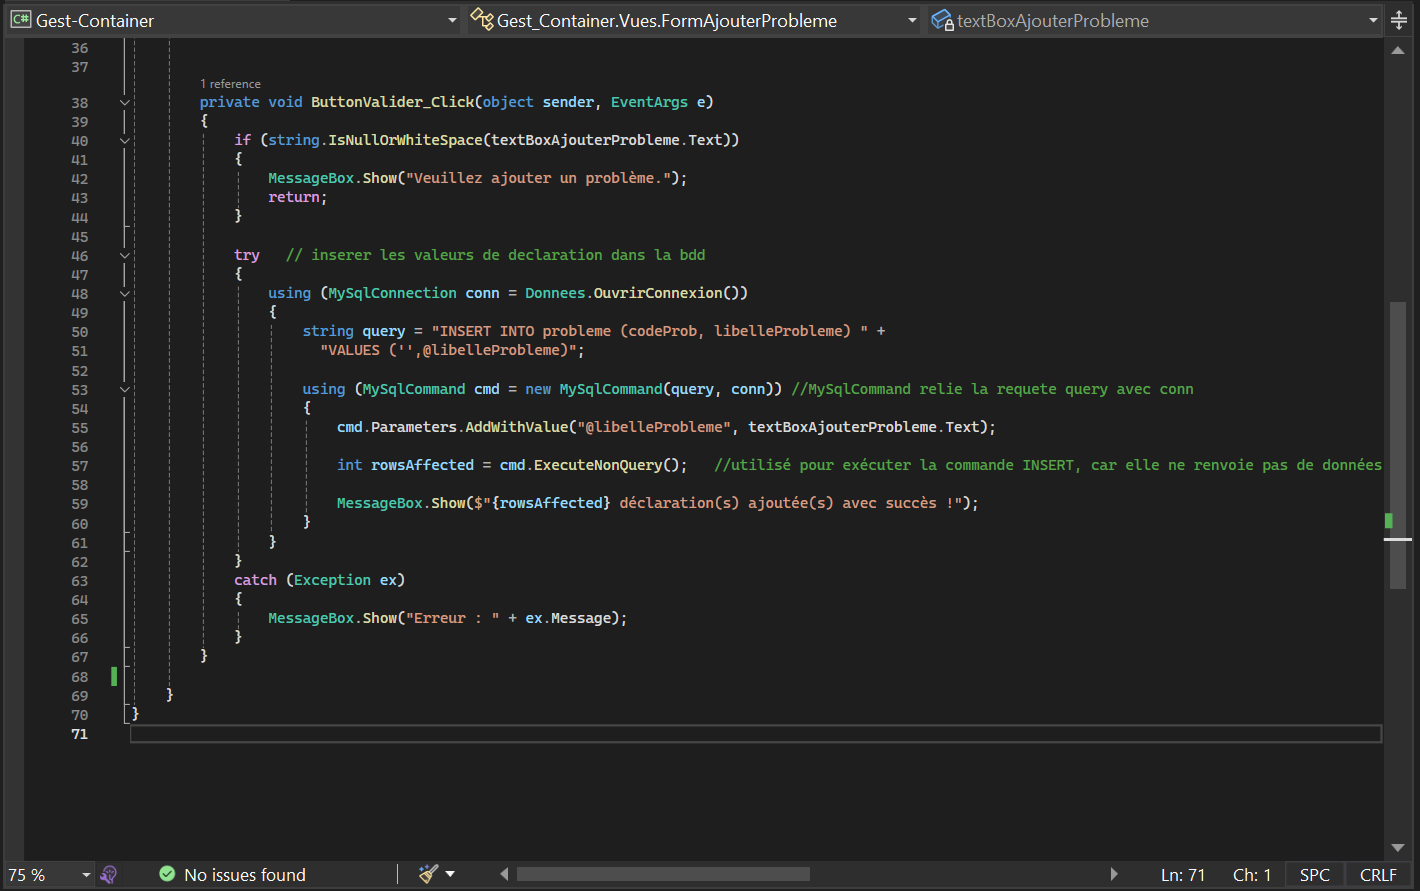 Gest-Container Gest_Container.Vues.FormAjouterProbleme textBoxAjouterProbleme
36
37
1 reference
38 private void ButtonValider_Click(object sender, EventArgs e)
39 {
40 if (string.IsNullOrWhiteSpace(textBoxAjouterProbleme.Text))
41 {
42 MessageBox.Show("Veuillez ajouter un problème.");
43 return;
44 }
45
46 try // inserer les valeurs de declaration dans la bdd
47 {
48 using (MySqlConnection conn = Donnees.OuvrirConnexion())
49 {
50 string query = "INSERT INTO probleme (codeProb, libelleProbleme) " +
51 "VALUES ('',@libelleProbleme)";
52
53 using (MySqlCommand cmd = new MySqlCommand(query, conn)) //MySqlCommand relie la requete query avec conn
54 {
55 cmd.Parameters.AddWithValue("@libelleProbleme", textBoxAjouterProbleme.Text);
56
57 int rowsAffected = cmd.ExecuteNonQuery(); //utilisé pour exécuter la commande INSERT, car elle ne renvoie pas de données
58
59 MessageBox.Show($"{rowsAffected} déclaration(s) ajoutée(s) avec succès !");
60 }
61 }
62 }
63 catch (Exception ex)
64 {
65 MessageBox.Show("Erreur : " + ex.Message);
66 }
67 }
68
69 }
70 }
71
75 % No issues found Ln: 71 Ch: 1 SPC CRLF